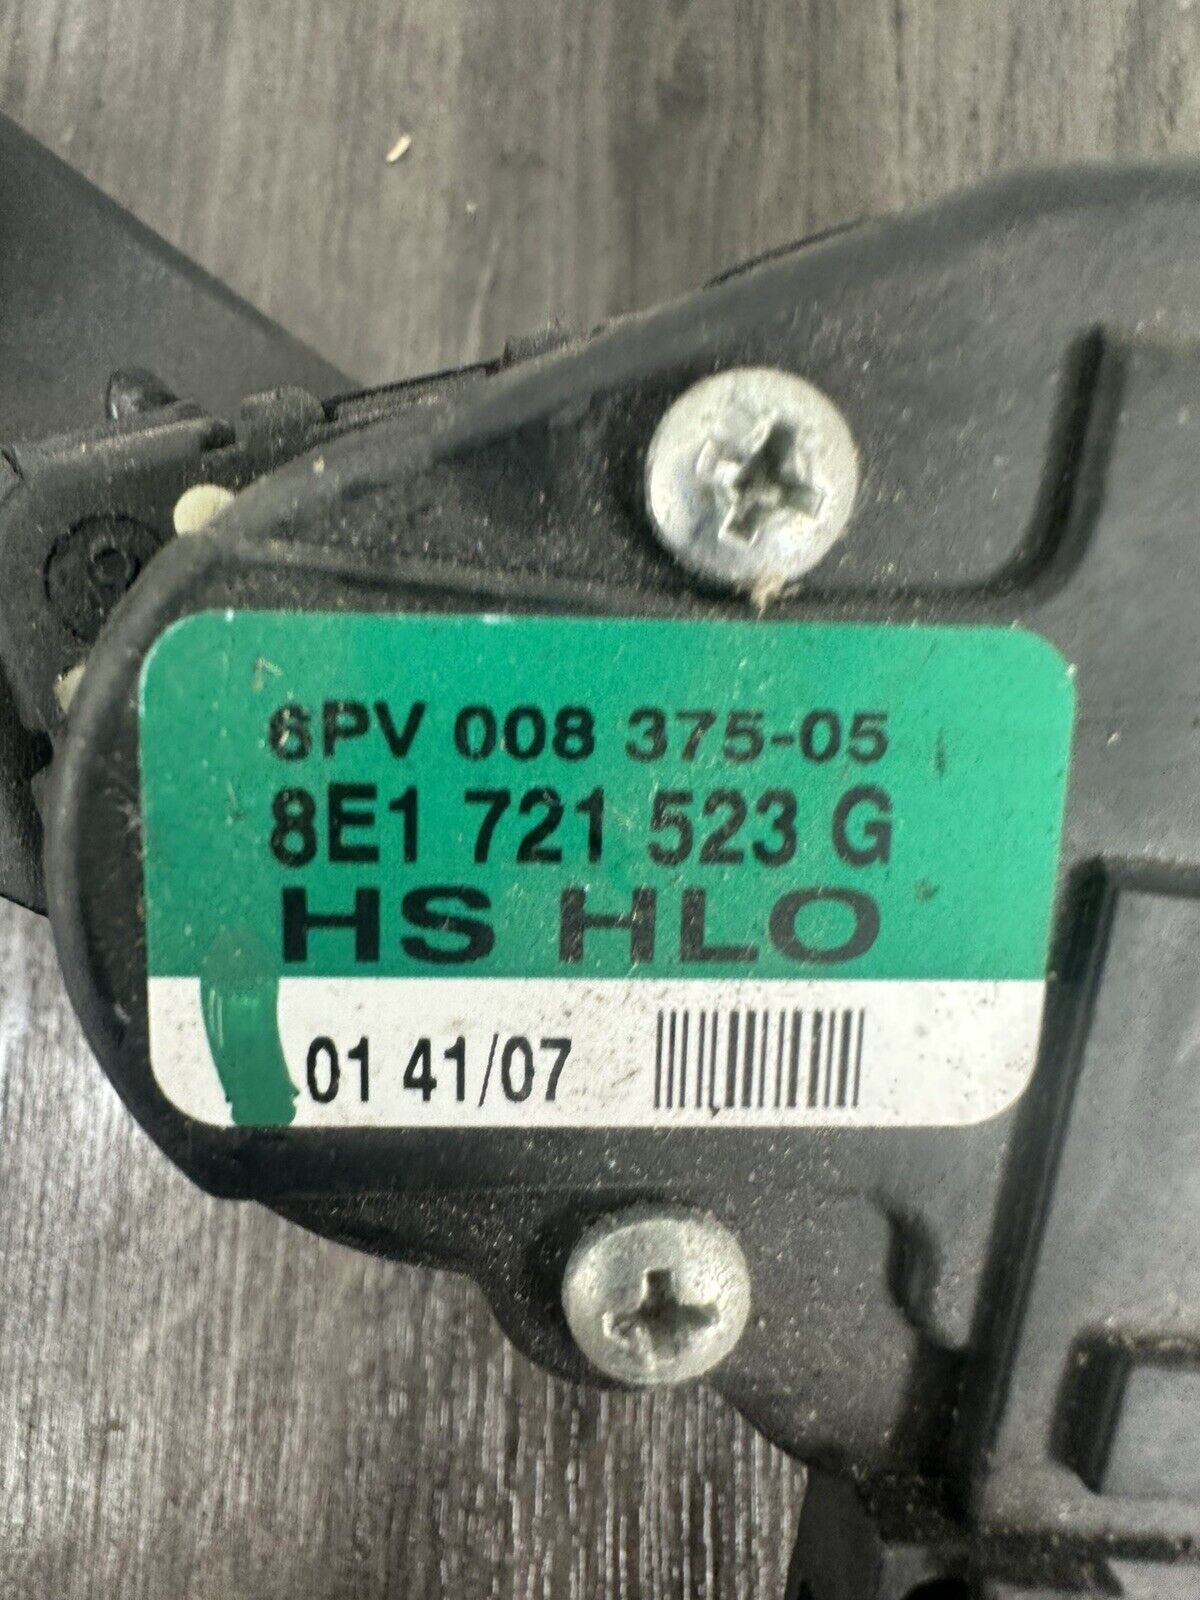 6PV 008 375-05
8E1 721 523 G
HS HLO
01 41/07